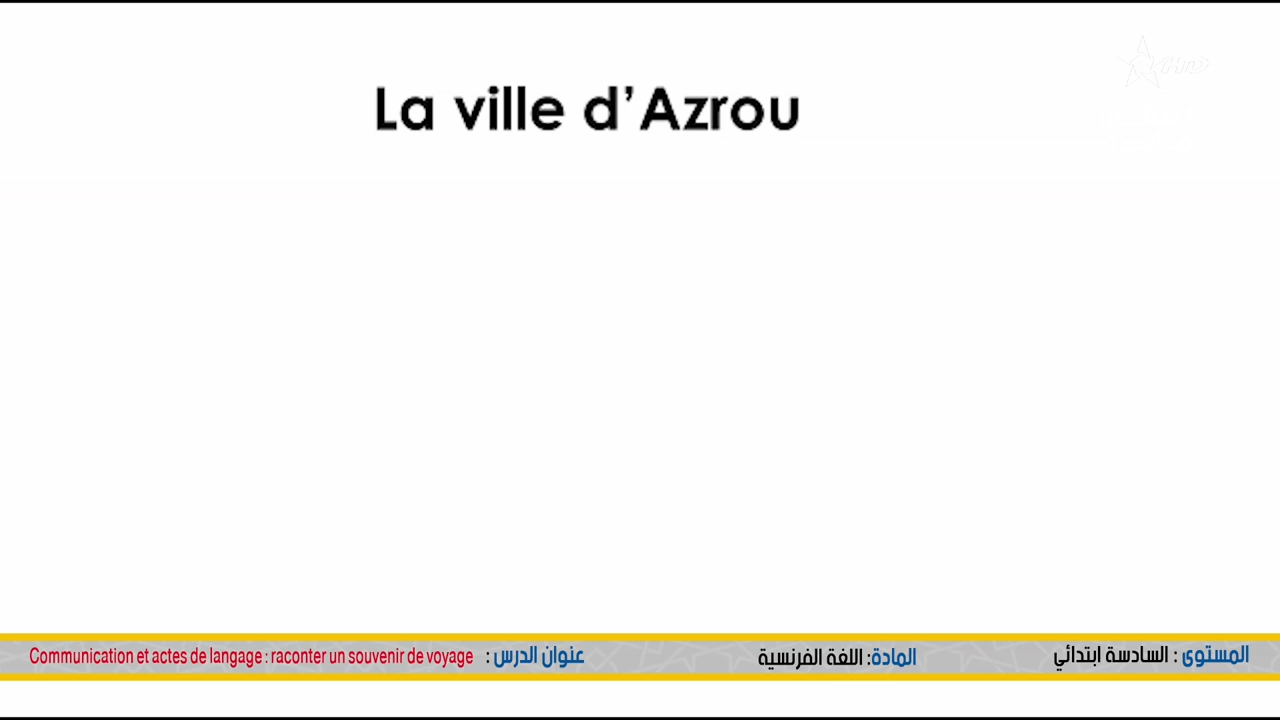 La ville d’Azrou
المستوى : السادسة ابتدائي
المادة: اللغة الفرنسية
عنوان الدرس : Communication et actes de langage : raconter un souvenir de voyage